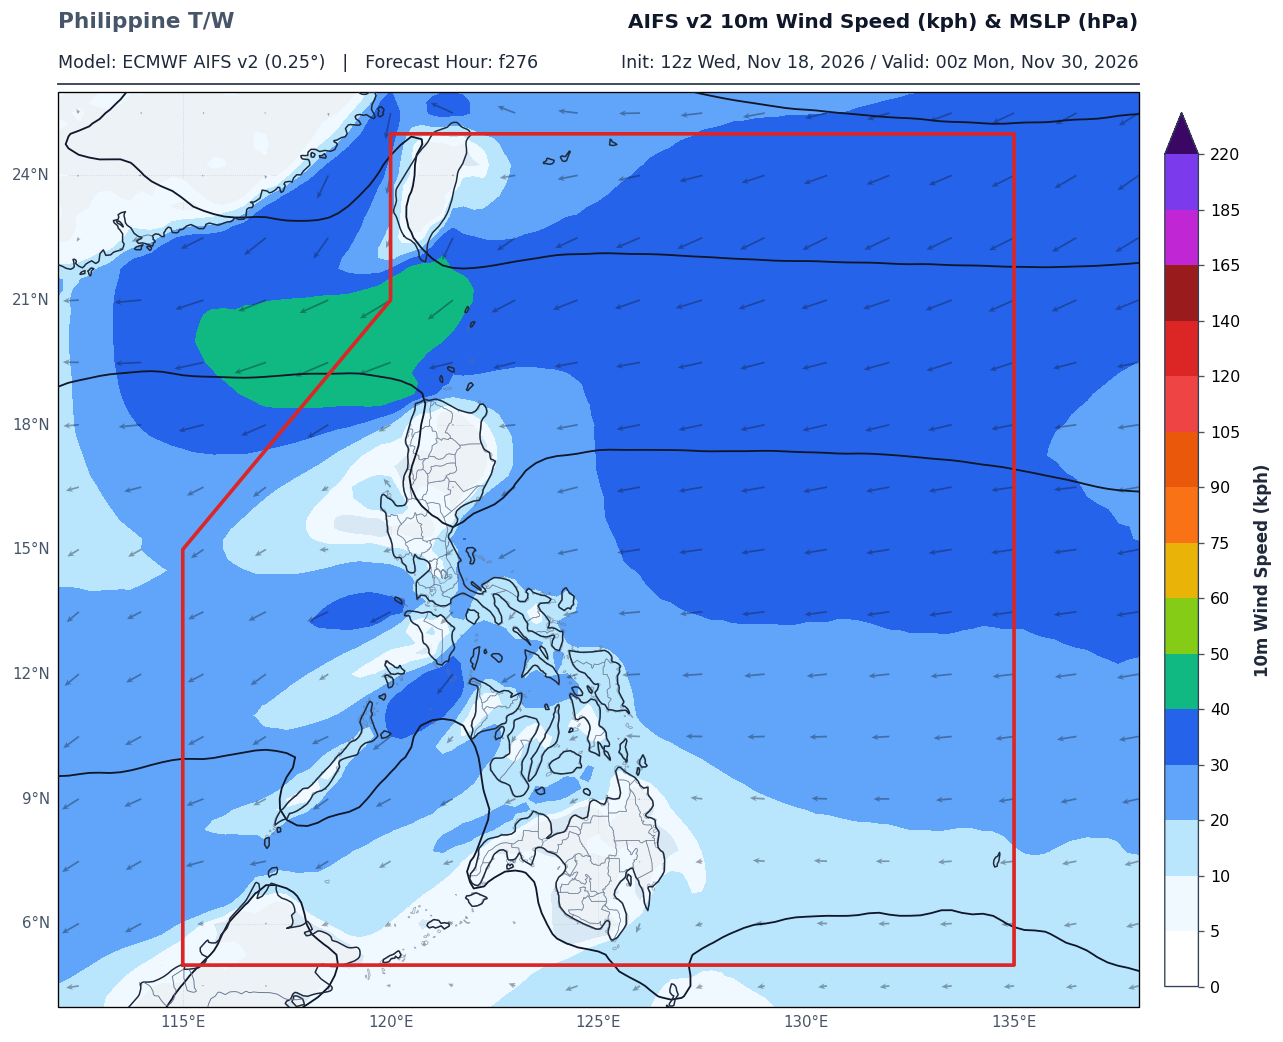 Philippine T/W
AIFS v2 10m Wind Speed (kph) & MSLP (hPa)
Model: ECMWF AIFS v2 (0.25°) | Forecast Hour: f276
Init: 12z Wed, Nov 18, 2026 / Valid: 00z Mon, Nov 30, 2026
24°N
21°N
18°N
15°N
12°N
9°N
6°N
115°E
120°E
125°E
130°E
135°E
220
185
165
140
120
105
90
75
60
50
40
30
20
10
5
0
10m Wind Speed (kph)